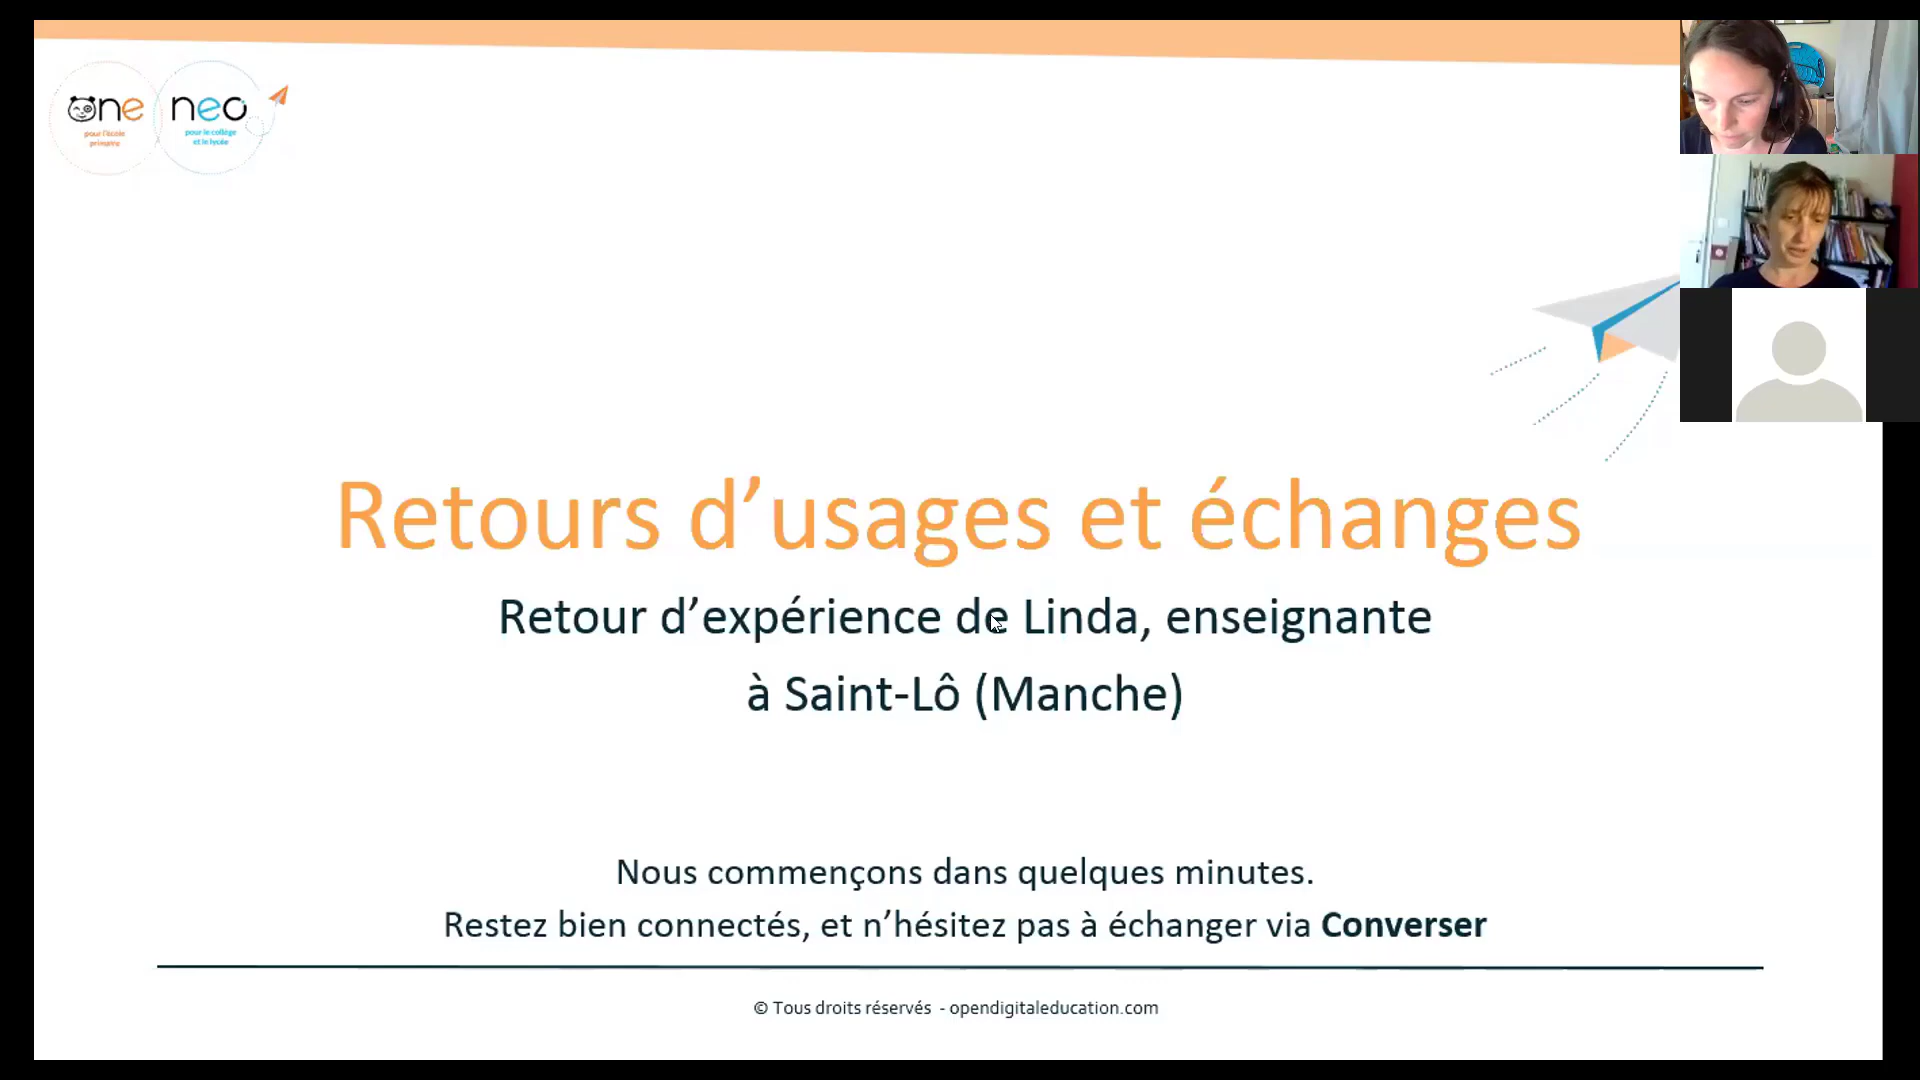 one
pour l'école
primaire
neo
pour le collège
et le lycée
Retours d’usages et échanges
Retour d’expérience de Linda, enseignante
à Saint-Lô (Manche)
Nous commençons dans quelques minutes.
Restez bien connectés, et n’hésitez pas à échanger via Converser
© Tous droits réservés - opendigitaleducation.com